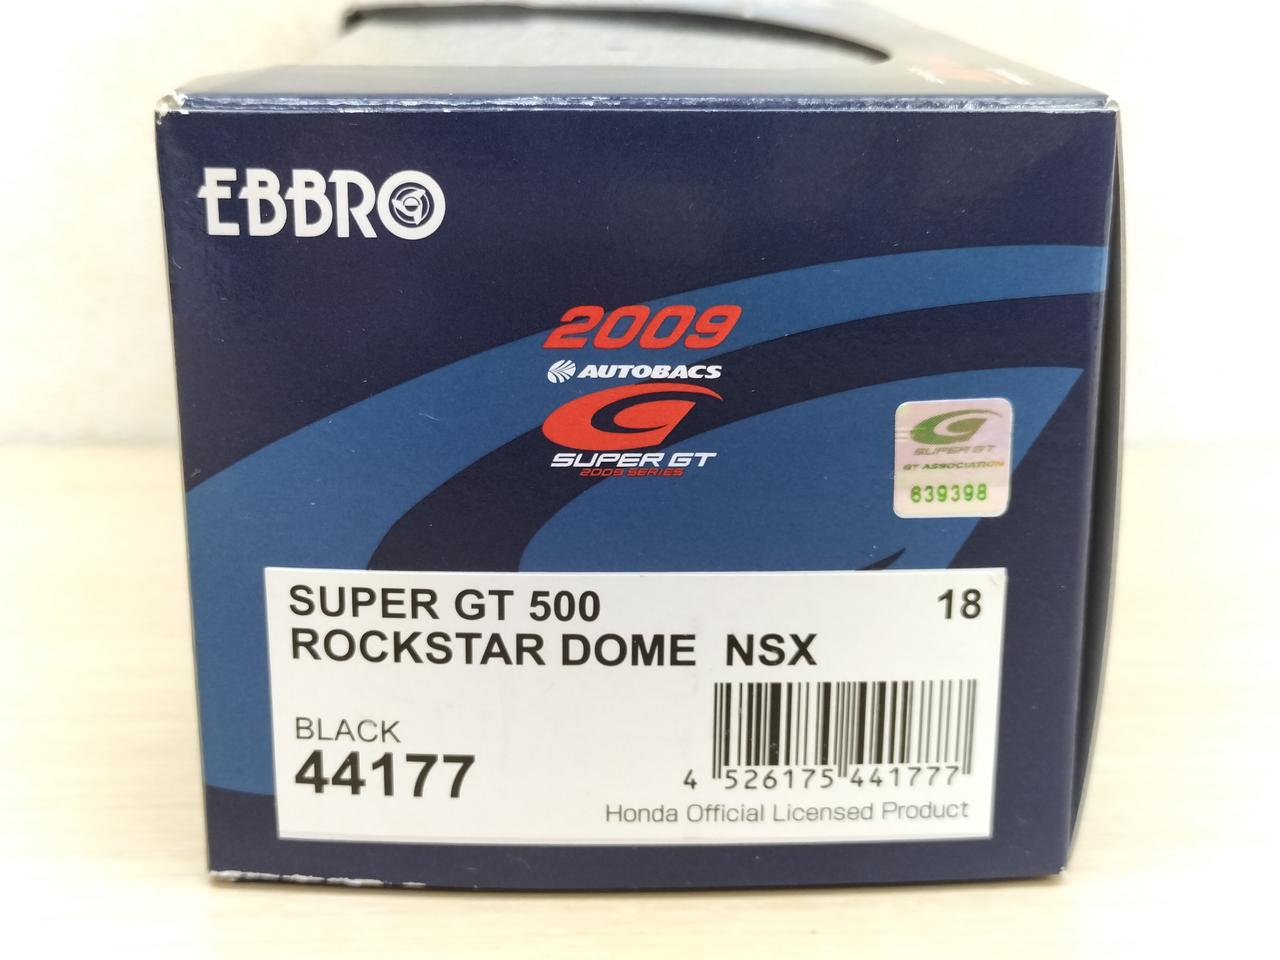 EBBRO
2009
AUTOBACS
SUPER GT
2009 SERIES
SUPER GT
GT ASSOCIATION
639398
SUPER GT 500 18
ROCKSTAR DOME NSX
BLACK
44177
4 526175 441777
Honda Official Licensed Product